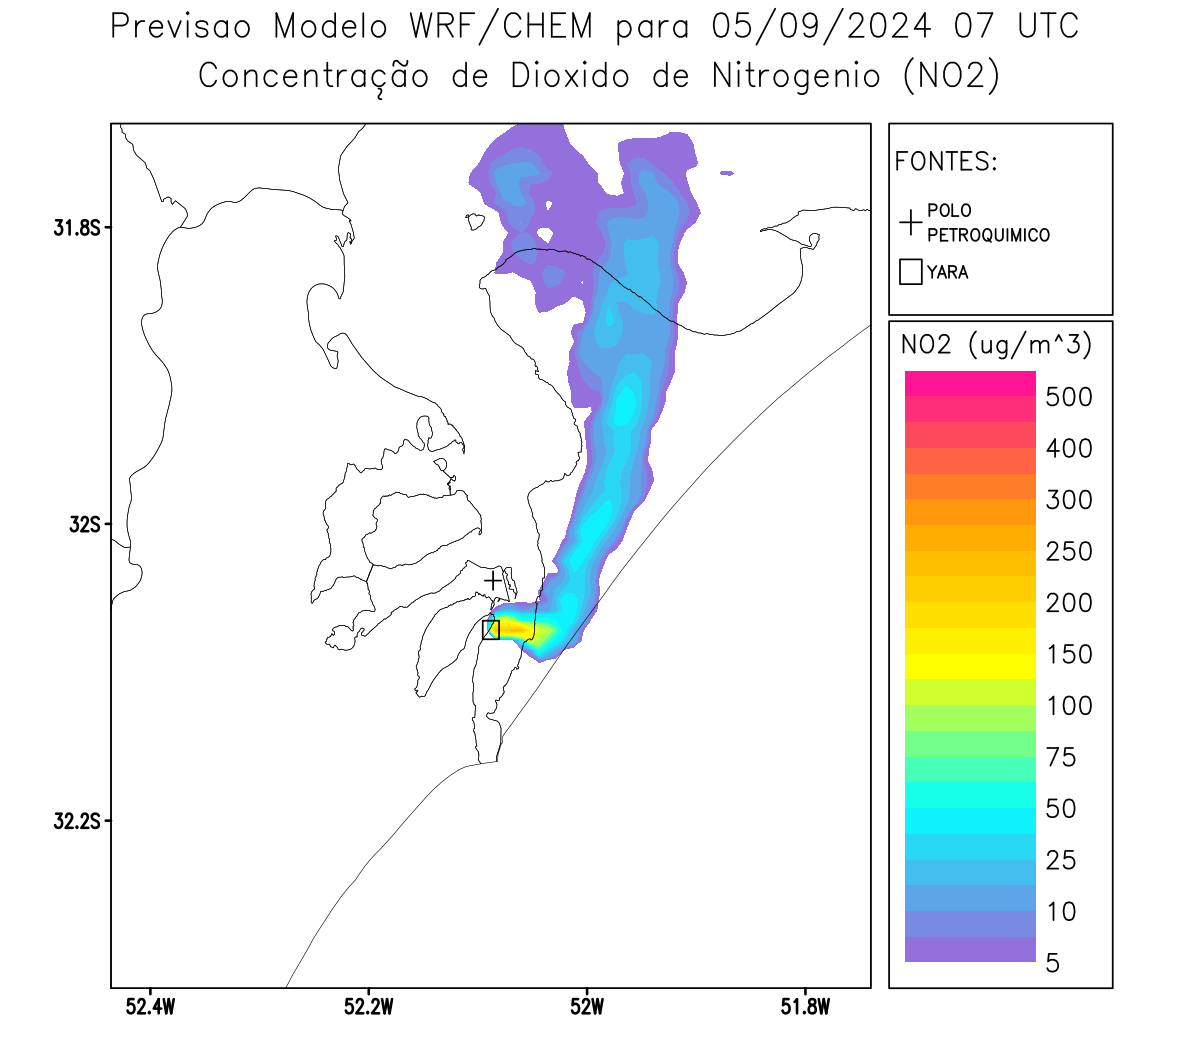 Previsao Modelo WRF/CHEM para 05/09/2024 07 UTC
Concentração de Dioxido de Nitrogenio (NO2)
FONTES:
POLO
PETROQUIMICO
YARA
NO2 (ug/m^3)
500
400
300
250
200
150
100
75
50
25
10
5
31.8S
32S
32.2S
52.4W
52.2W
52W
51.8W